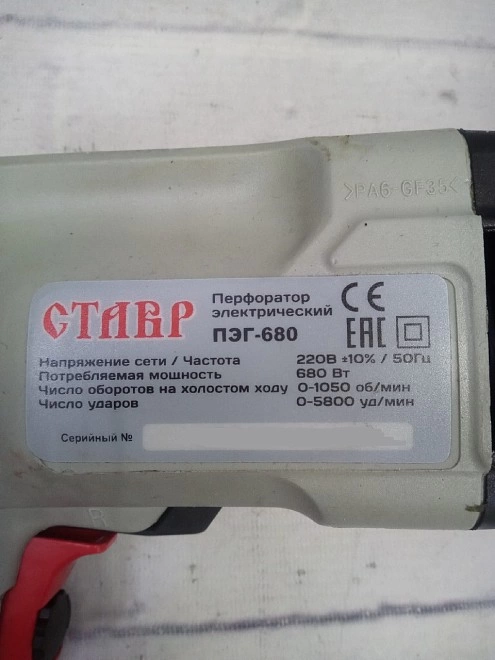 >PA6-GF35<
СТАВР
Перфоратор
электрический
ПЭГ-680
CE
EAC
Напряжение сети / Частота 220В ±10% / 50Гц
Потребляемая мощность 680 Вт
Число оборотов на холостом ходу 0-1050 об/мин
Число ударов 0-5800 уд/мин
Серийный №